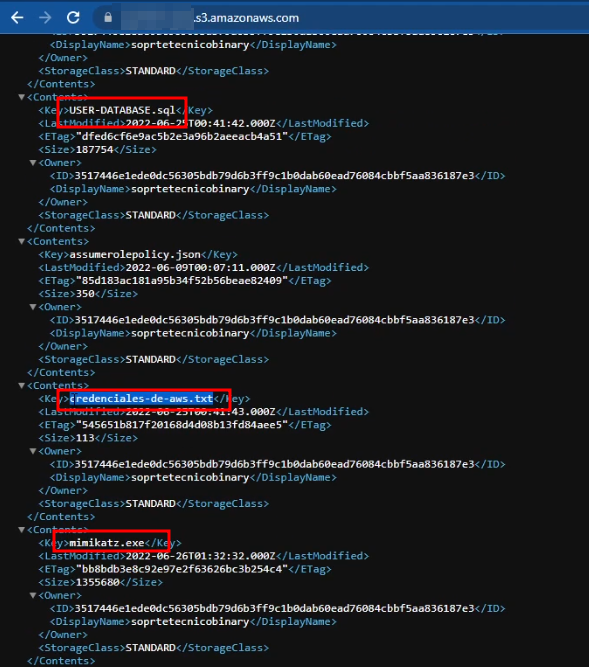 .s3.amazonaws.com
<DisplayName>soprtetecnicobinary</DisplayName>
</Owner>
<StorageClass>STANDARD</StorageClass>
</Contents>
▼<Contents>
<Key>USER-DATABASE.sql</Key>
<LastModified>2022-06-25T00:41:42.000Z</LastModified>
<ETag>"dfed6cf6e9ac5b2e3a96b2aeeacb4a51"</ETag>
<Size>187754</Size>
▼<Owner>
<ID>3517446e1ede0dc56305bdb79d6b3ff9c1b0dab60ead76084cbbf5aa836187e3</ID>
<DisplayName>soprtetecnicobinary</DisplayName>
</Owner>
<StorageClass>STANDARD</StorageClass>
</Contents>
▼<Contents>
<Key>assumerolepolicy.json</Key>
<LastModified>2022-06-09T00:07:11.000Z</LastModified>
<ETag>"85d183ac181a95b34f52b56beae82409"</ETag>
<Size>350</Size>
▼<Owner>
<ID>3517446e1ede0dc56305bdb79d6b3ff9c1b0dab60ead76084cbbf5aa836187e3</ID>
<DisplayName>soprtetecnicobinary</DisplayName>
</Owner>
<StorageClass>STANDARD</StorageClass>
</Contents>
▼<Contents>
<Key>credenciales-de-aws.txt</Key>
<LastModified>2022-06-25T00:41:43.000Z</LastModified>
<ETag>"545651b817f20168d4d08b13fd84aee5"</ETag>
<Size>113</Size>
▼<Owner>
<ID>3517446e1ede0dc56305bdb79d6b3ff9c1b0dab60ead76084cbbf5aa836187e3</ID>
<DisplayName>soprtetecnicobinary</DisplayName>
</Owner>
<StorageClass>STANDARD</StorageClass>
</Contents>
▼<Contents>
<Key>mimikatz.exe</Key>
<LastModified>2022-06-26T01:32:32.000Z</LastModified>
<ETag>"bb8bdb3e8c92e97e2f63626bc3b254c4"</ETag>
<Size>1355680</Size>
▼<Owner>
<ID>3517446e1ede0dc56305bdb79d6b3ff9c1b0dab60ead76084cbbf5aa836187e3</ID>
<DisplayName>soprtetecnicobinary</DisplayName>
</Owner>
<StorageClass>STANDARD</StorageClass>
</Contents>